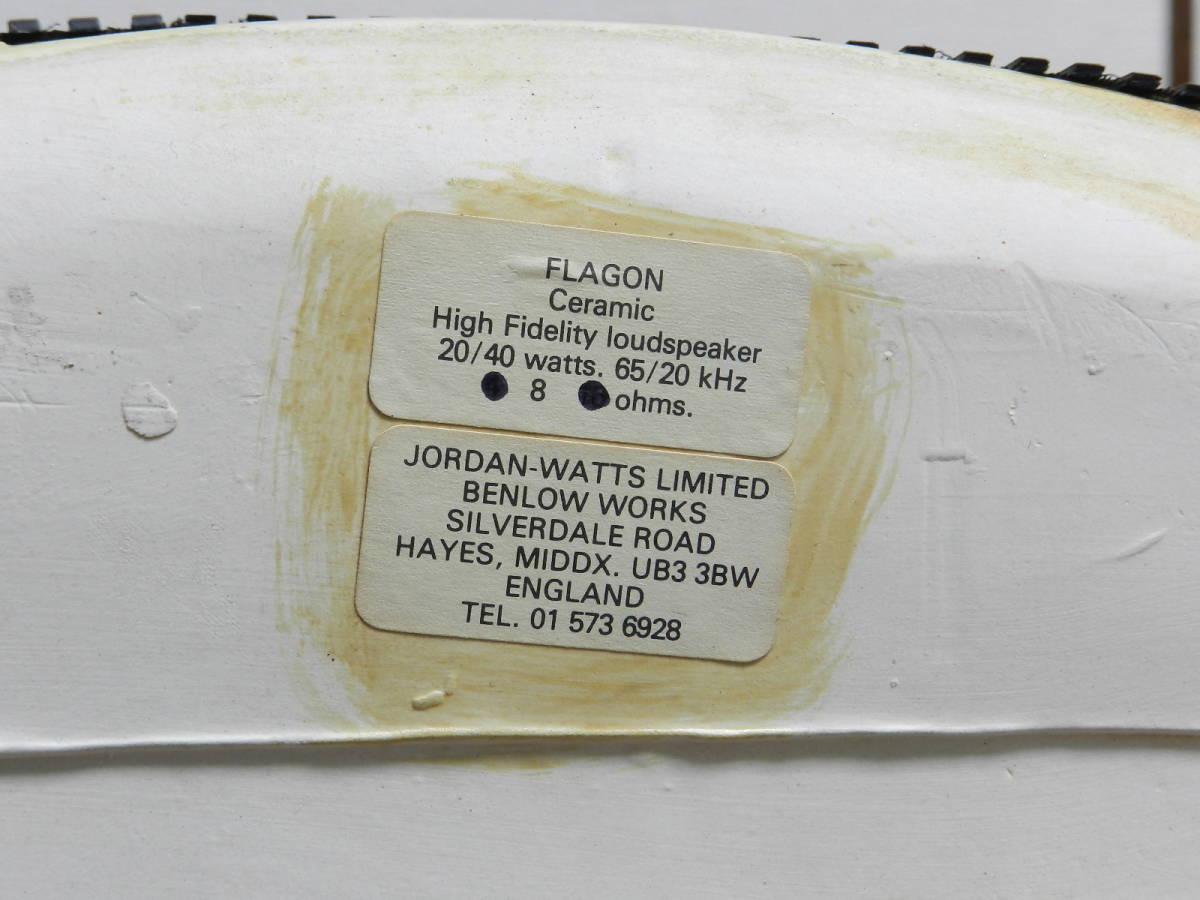 FLAGON
Ceramic
High Fidelity loudspeaker
20/40 watts. 65/20 kHz
8 ohms.
JORDAN-WATTS LIMITED
BENLOW WORKS
SILVERDALE ROAD
HAYES, MIDDX. UB3 3BW
ENGLAND
TEL. 01 573 6928